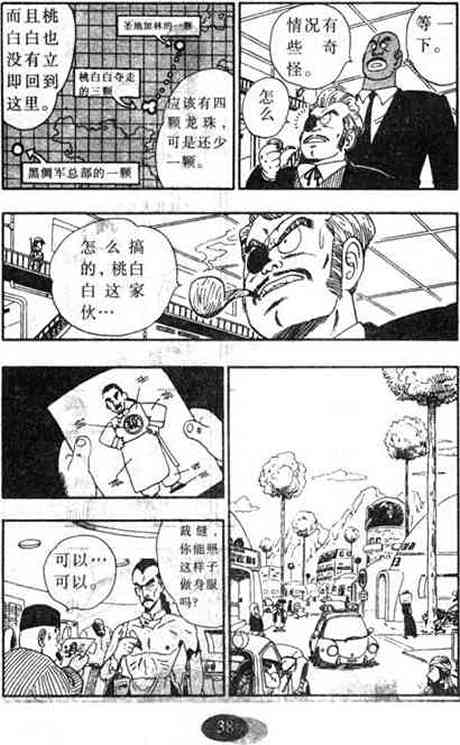 等一
下。
情况有
些奇
怪。
怎
么
圣地加林的一颗
桃白白夺走
的三颗
黑绸军总部的一颗
应该有四
颗龙珠，
可是还少
一颗。
而且桃也
白白有立
没有回到
即
这里。
怎么搞
的，桃白
白这家
伙…
裁缝，
你能照
这样子
做身服
吗？
可以…
可以。
38